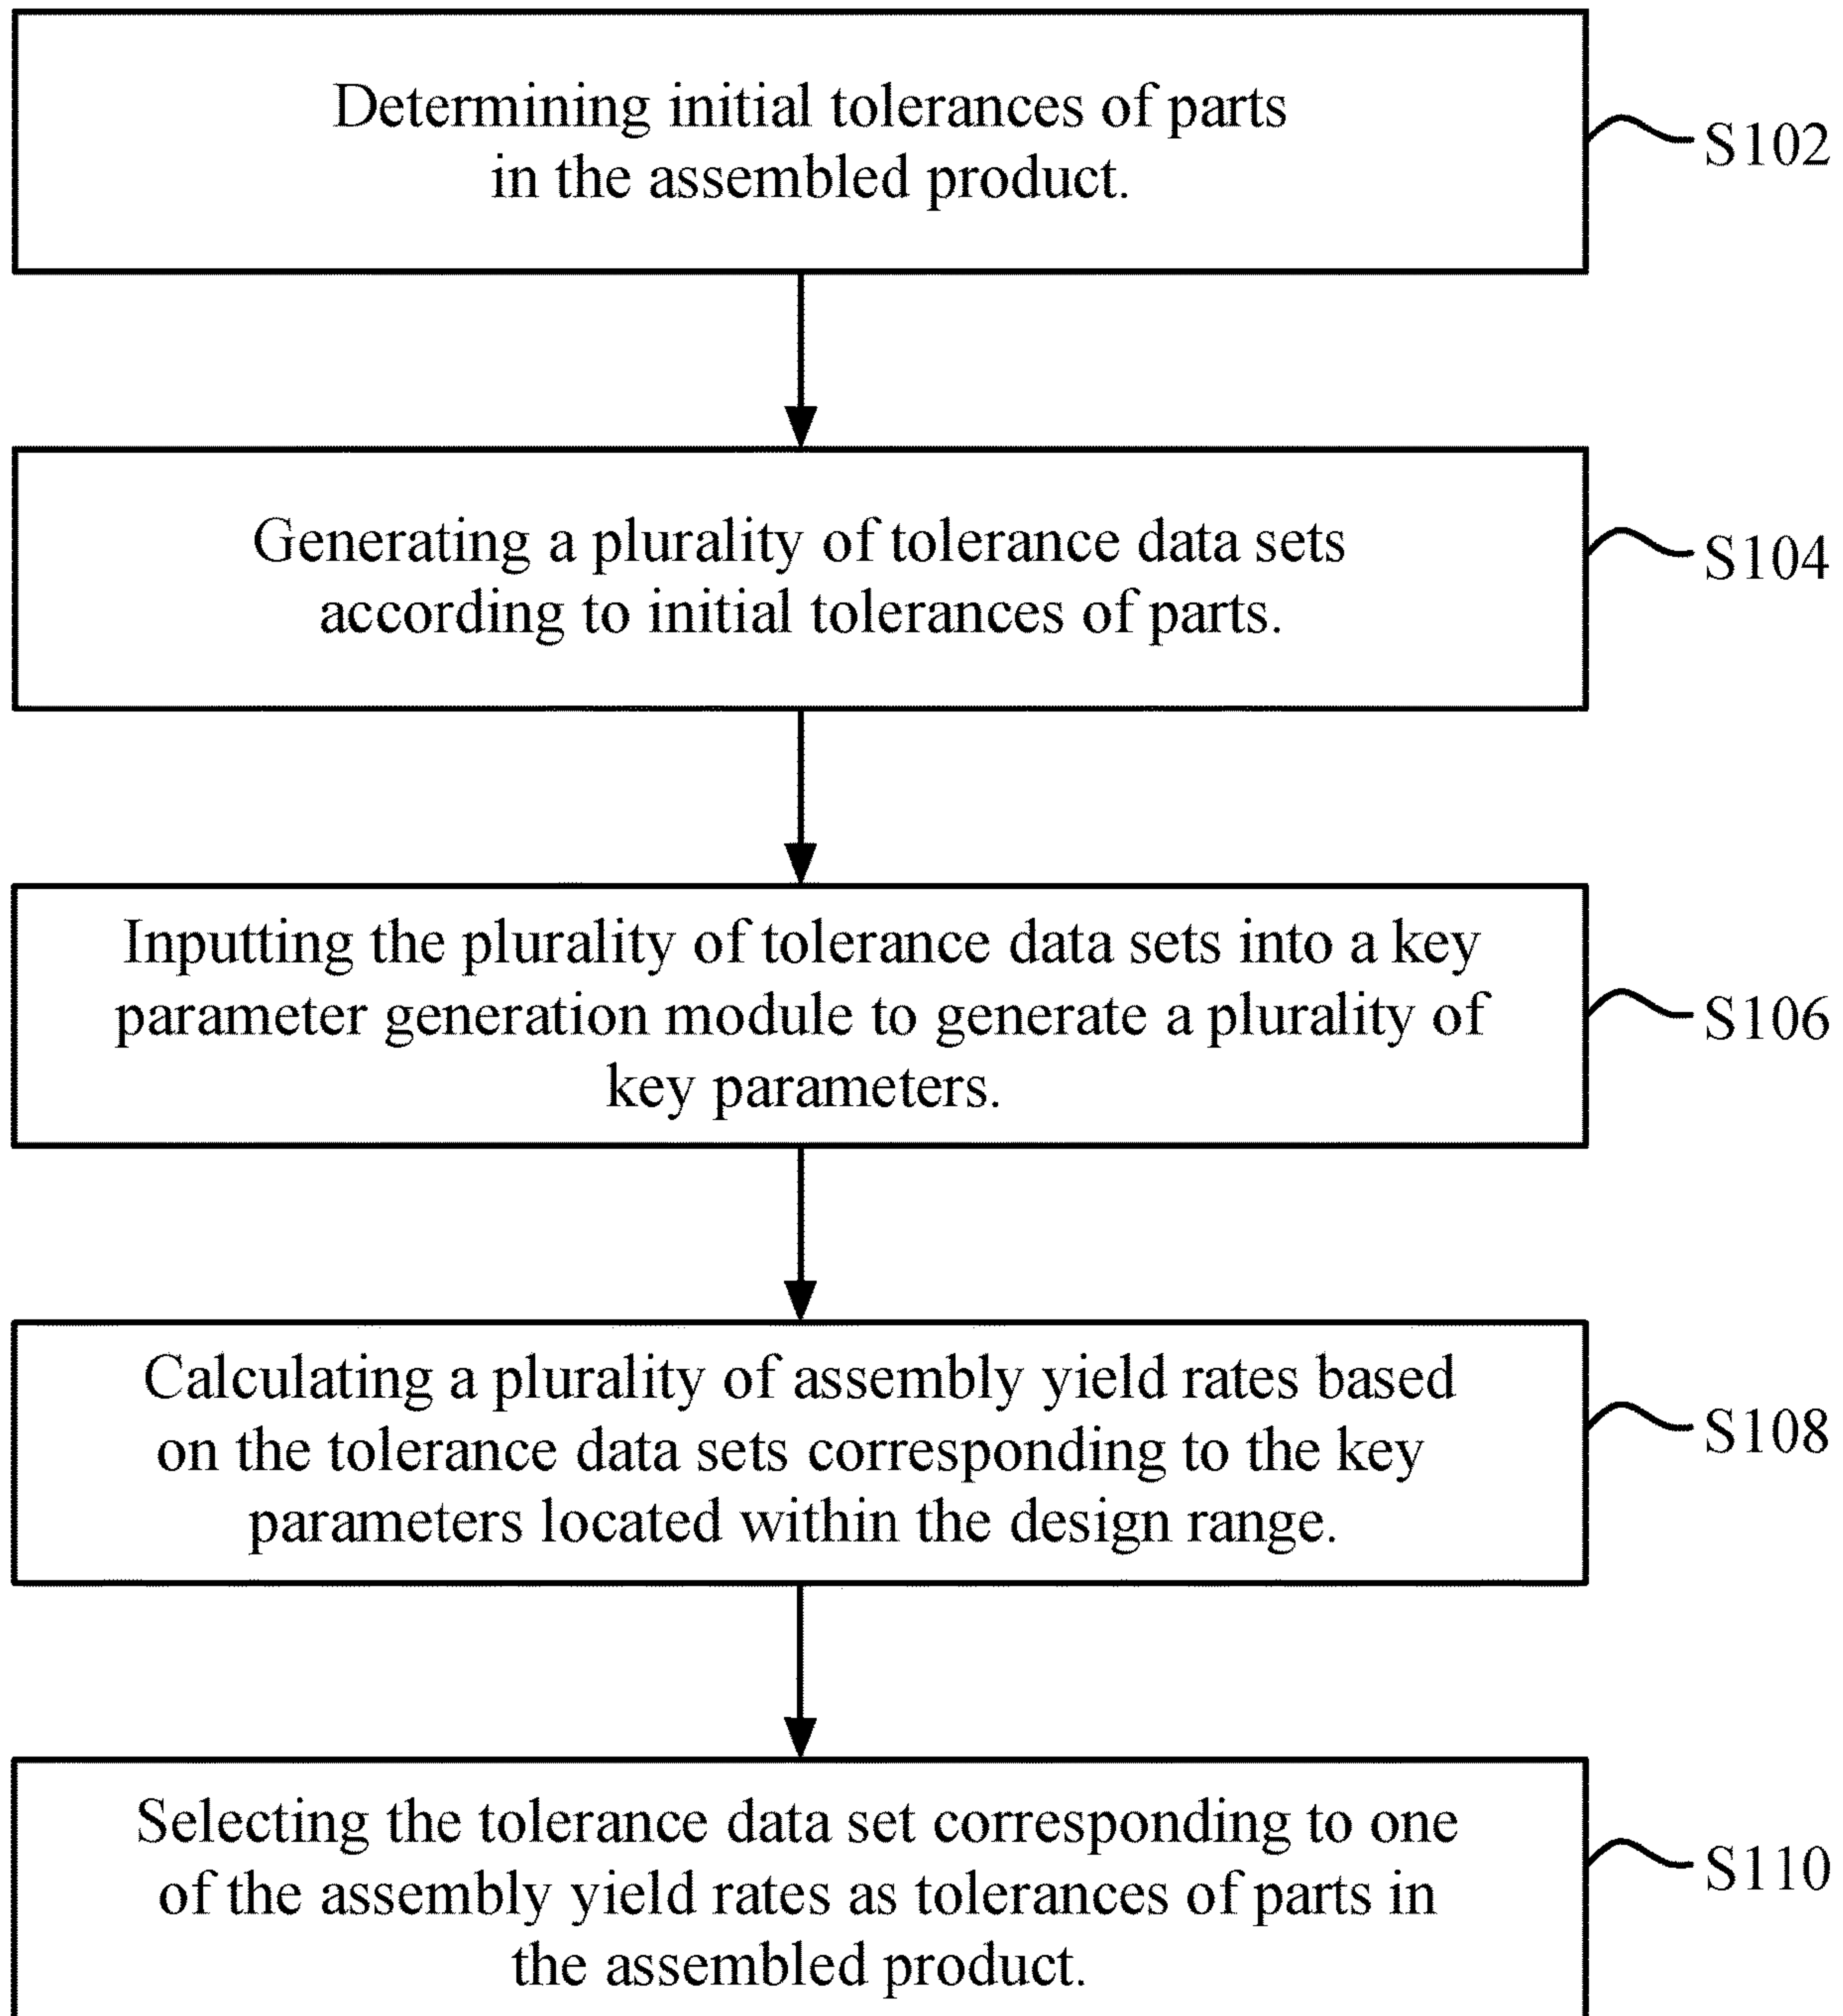 Determining initial tolerances of parts
in the assembled product.
S102
Generating a plurality of tolerance data sets
according to initial tolerances of parts.
S104
Inputting the plurality of tolerance data sets into a key
parameter generation module to generate a plurality of
key parameters.
S106
Calculating a plurality of assembly yield rates based
on the tolerance data sets corresponding to the key
parameters located within the design range.
S108
Selecting the tolerance data set corresponding to one
of the assembly yield rates as tolerances of parts in
the assembled product.
S110